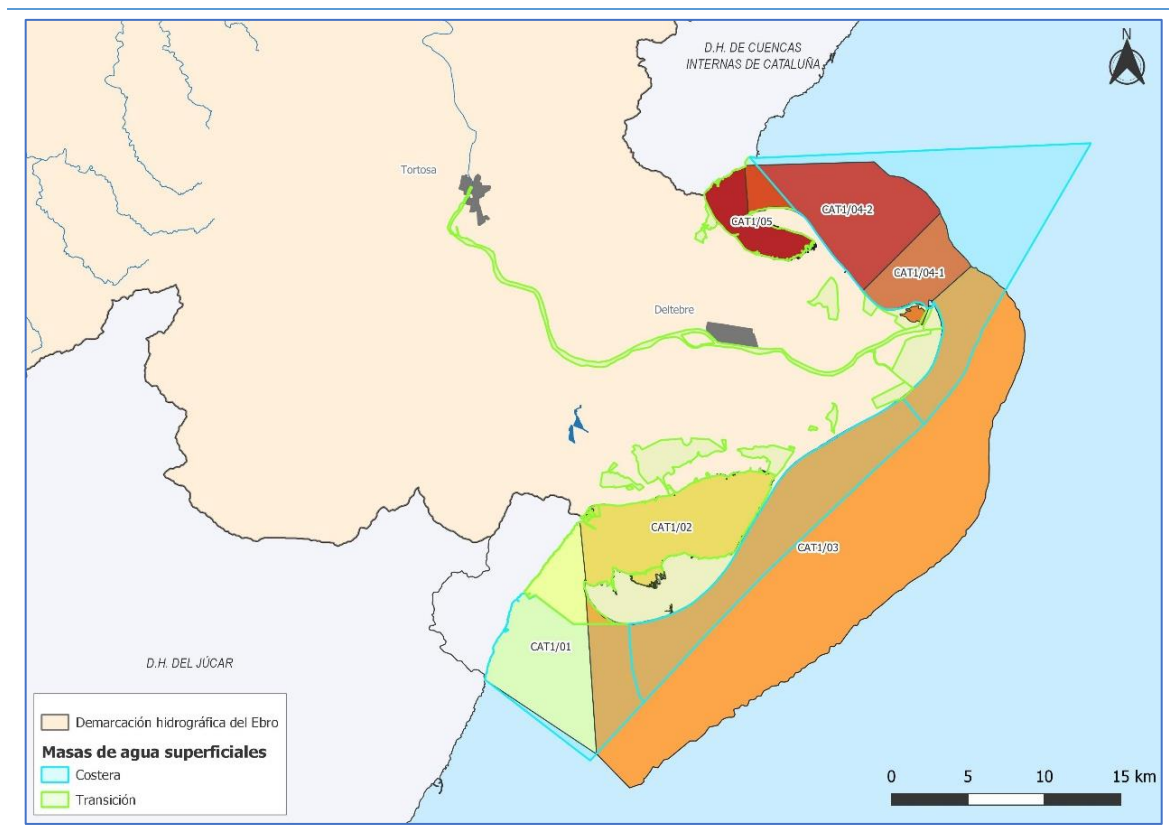 D.H. DE CUENCAS
INTERNAS DE CATALUÑA
N
Tortosa
CAT1/05
CAT1/04-2
CAT1/04-1
Deltebre
CAT1/02
CAT1/03
CAT1/01
D.H. DEL JÚCAR
Demarcación hidrográfica del Ebro
Masas de agua superficiales
Costera
Transición
0 5 10 15 km